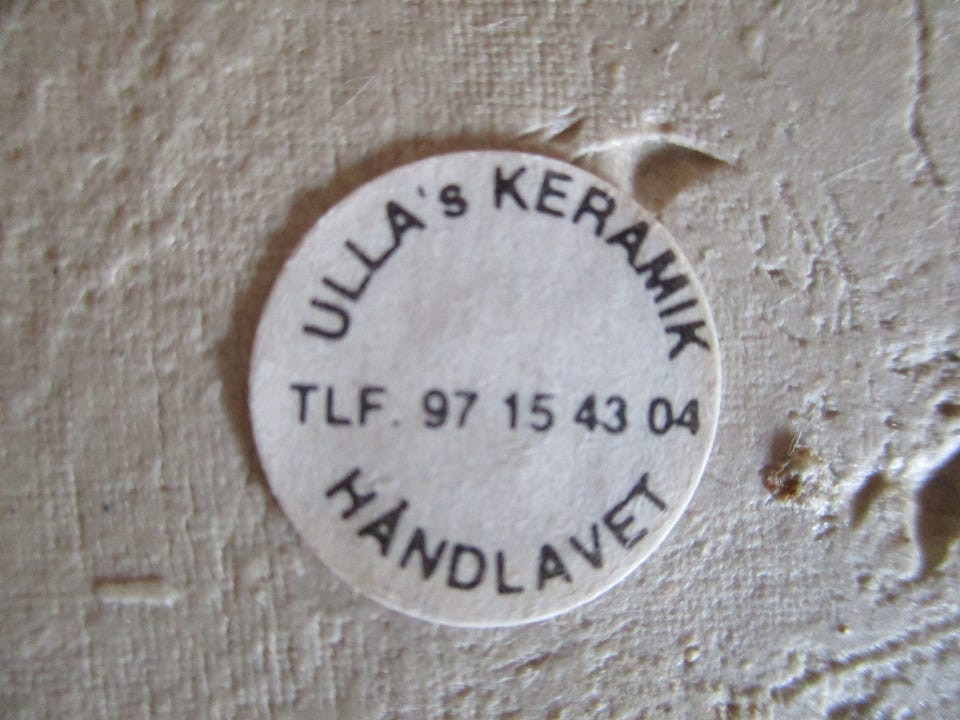 ULLA's KERAMIK
TLF. 97 15 43 04
HÅNDLAVET